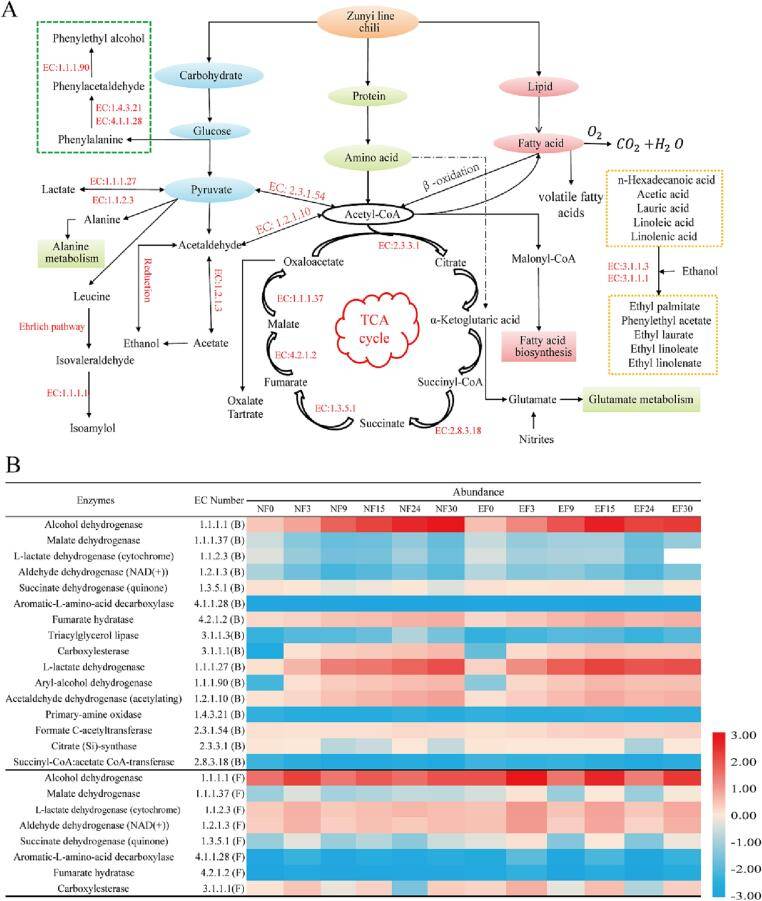 A
Zunyi line
chili
Phenylethyl alcohol
EC:1.1.1.90
Phenylacetaldehyde
EC:1.4.3.21
EC:4.1.1.28
Phenylalanine
Carbohydrate
Glucose
Protein
Amino acid
Lipid
Fatty acid
O2
CO2 +H2 O
β -oxidation
volatile fatty
acids
n-Hexadecanoic acid
Acetic acid
Lauric acid
Linoleic acid
Linolenic acid
EC:3.1.1.3
EC:3.1.1.1
Ethanol
Ethyl palmitate
Phenylethyl acetate
Ethyl laurate
Ethyl linoleate
Ethyl linolenate
Lactate
EC:1.1.1.27
EC:1.1.2.3
Pyruvate
EC: 2.3.1.54
EC: 1.2.1.10
Acetyl-CoA
Alanine
Alanine
metabolism
Acetaldehyde
Reduction
EC:1.2.1.3
Leucine
Ehrlich pathway
Isovaleraldehyde
EC:1.1.1.1
Isoamylol
Ethanol
Acetate
Oxaloacetate
EC:2.3.3.1
Citrate
EC:1.1.1.37
Malate
TCA
cycle
α-Ketoglutaric acid
EC:4.2.1.2
Fumarate
Succinyl-CoA
EC:1.3.5.1
Succinate
EC:2.8.3.18
Oxalate
Tartrate
Malonyl-CoA
Fatty acid
biosynthesis
Glutamate
Glutamate metabolism
Nitrites
B
Enzymes EC Number Abundance
NF0 NF3 NF9 NF15 NF24 NF30 EF0 EF3 EF9 EF15 EF24 EF30
Alcohol dehydrogenase 1.1.1.1 (B)
Malate dehydrogenase 1.1.1.37 (B)
L-lactate dehydrogenase (cytochrome) 1.1.2.3 (B)
Aldehyde dehydrogenase (NAD(+)) 1.2.1.3 (B)
Succinate dehydrogenase (quinone) 1.3.5.1 (B)
Aromatic-L-amino-acid decarboxylase 4.1.1.28 (B)
Fumarate hydratase 4.2.1.2 (B)
Triacylglycerol lipase 3.1.1.3(B)
Carboxylesterase 3.1.1.1(B)
L-lactate dehydrogenase 1.1.1.27 (B)
Aryl-alcohol dehydrogenase 1.1.1.90 (B)
Acetaldehyde dehydrogenase (acetylating) 1.2.1.10 (B)
Primary-amine oxidase 1.4.3.21 (B)
Formate C-acetyltransferase 2.3.1.54 (B)
Citrate (Si)-synthase 2.3.3.1 (B)
Succinyl-CoA:acetate CoA-transferase 2.8.3.18 (B)
Alcohol dehydrogenase 1.1.1.1 (F)
Malate dehydrogenase 1.1.1.37 (F)
L-lactate dehydrogenase (cytochrome) 1.1.2.3 (F)
Aldehyde dehydrogenase (NAD(+)) 1.2.1.3 (F)
Succinate dehydrogenase (quinone) 1.3.5.1 (F)
Aromatic-L-amino-acid decarboxylase 4.1.1.28 (F)
Fumarate hydratase 4.2.1.2 (F)
Carboxylesterase 3.1.1.1(F)
3.00
2.00
1.00
0.00
-1.00
-2.00
-3.00